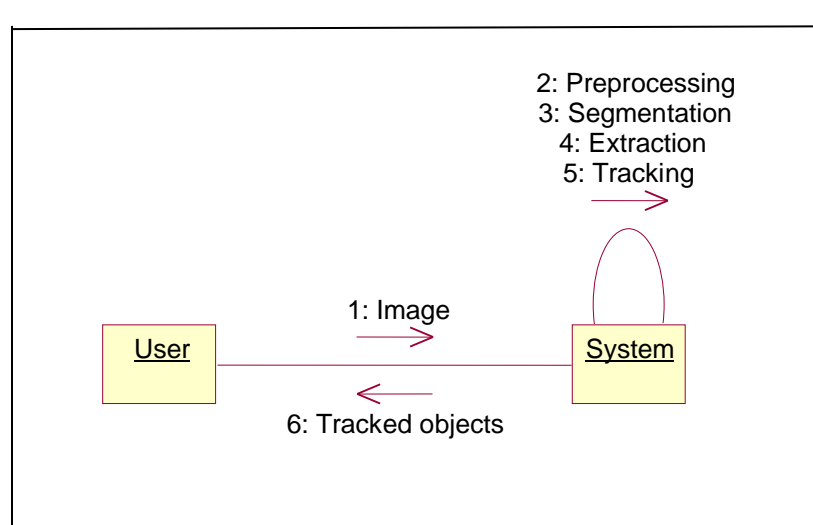 2: Preprocessing
3: Segmentation
4: Extraction
5: Tracking
1: Image
User
System
6: Tracked objects